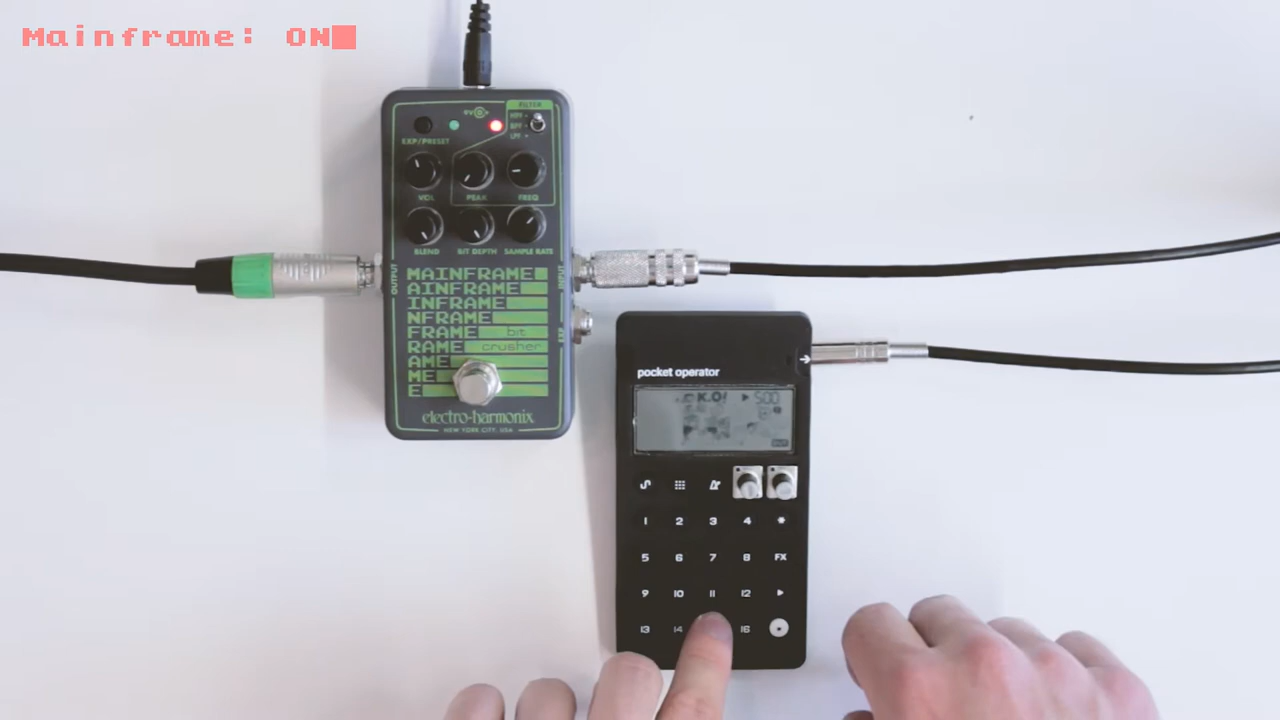 Mainframe: ON
9V
FILTER
HPF
BPF
LPF
EXP/PRESET
VOL
PEAK
FREQ
BLEND
BIT DEPTH
SAMPLE RATE
OUTPUT
INPUT
EXP
MAINFRAME
AINFRAME
INFRAME
NFRAME
FRAME bit
RAME crusher
AME
ME
E
electro-harmonix
NEW YORK CITY, USA
pocket operator
K.O!
500
1 2 3 4
5 6 7 8 FX
9 10 11 12
13 14 16